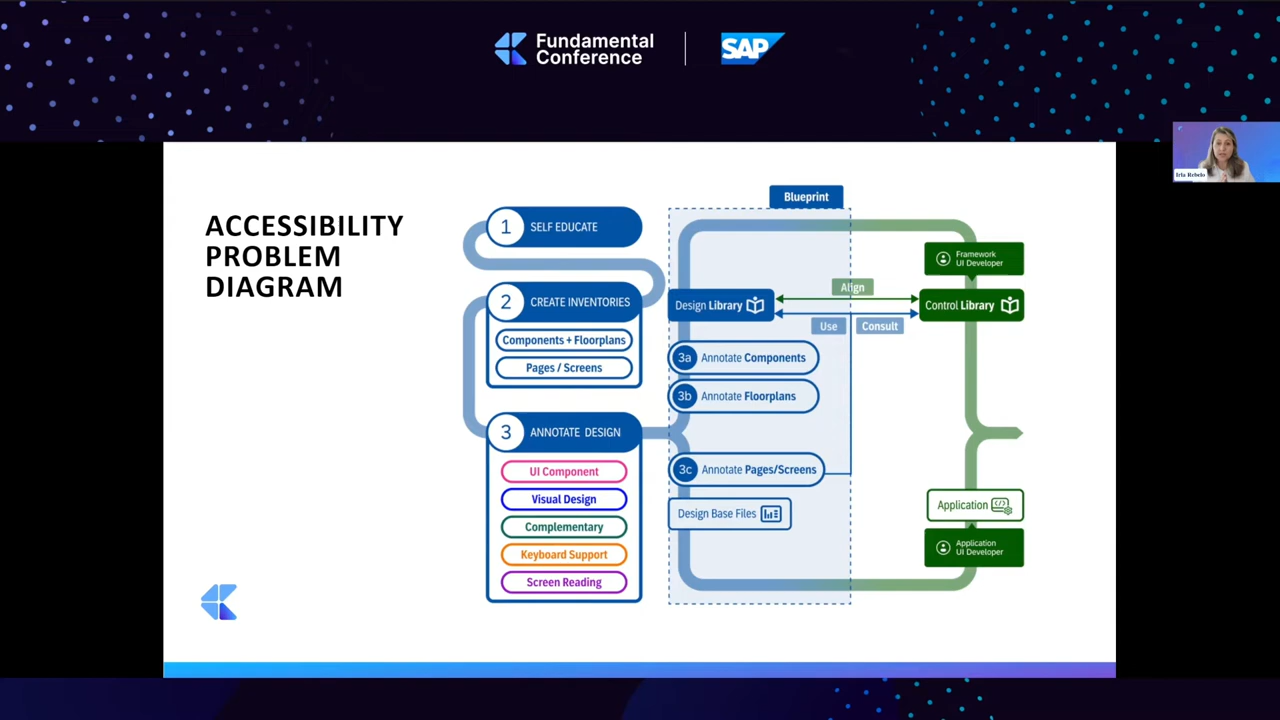 Fundamental
Conference
SAP
Irla Rebelo
ACCESSIBILITY
PROBLEM
DIAGRAM
1 SELF EDUCATE
2 CREATE INVENTORIES
Components + Floorplans
Pages / Screens
3 ANNOTATE DESIGN
UI Component
Visual Design
Complementary
Keyboard Support
Screen Reading
Blueprint
Design Library
3a Annotate Components
3b Annotate Floorplans
3c Annotate Pages/Screens
Design Base Files
Align
Use
Consult
Framework
UI Developer
Control Library
Application
Application
UI Developer